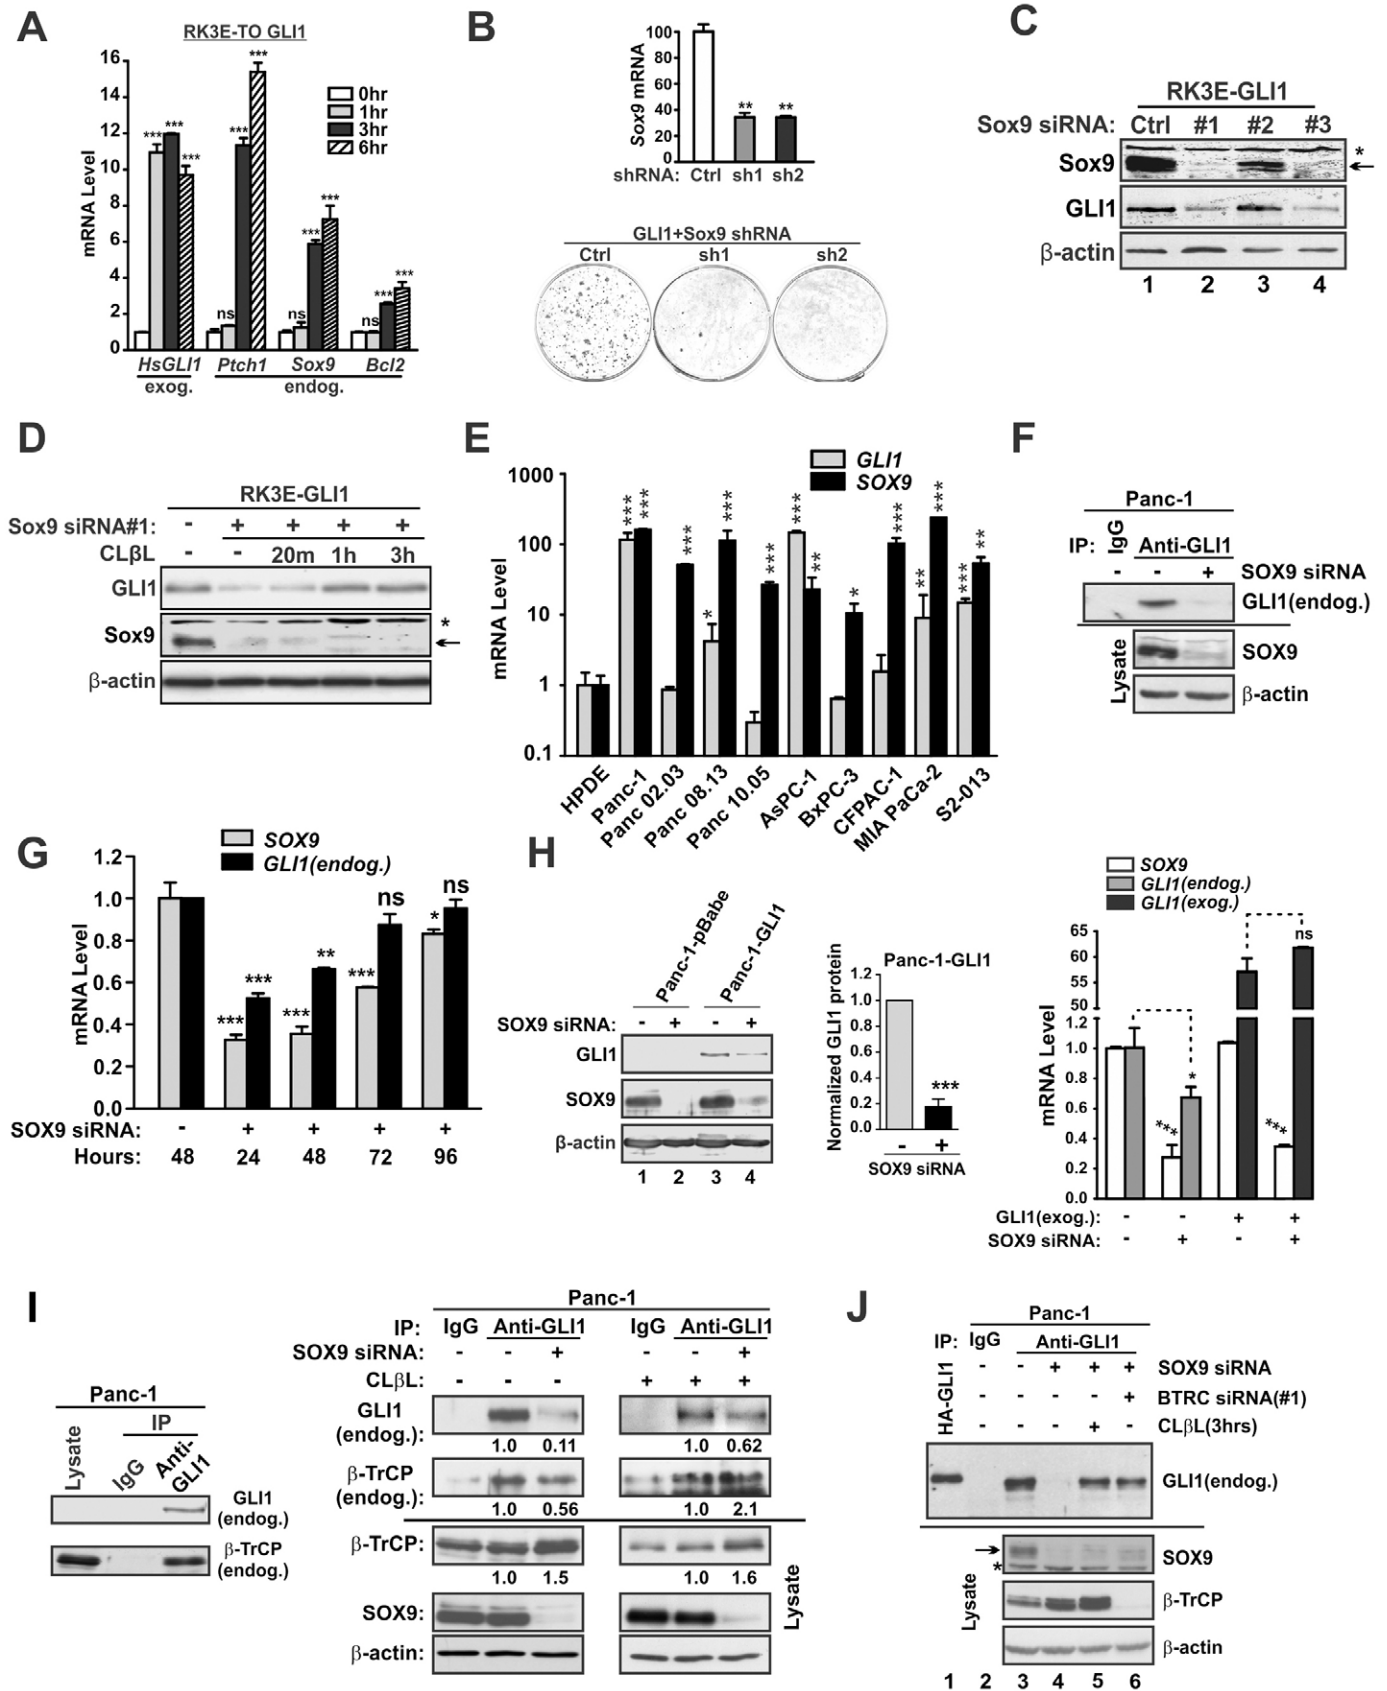 A
RK3E-TO GLI1
mRNA Level
16
14
12
10
8
6
4
2
0
0hr
1hr
3hr
6hr
*** *** ***
ns *** ***
ns *** ***
ns *** ***
HsGLI1 Ptch1 Sox9 Bcl2
exog. endog.
B
Sox9 mRNA
100
80
60
40
20
0
** **
shRNA: Ctrl sh1 sh2
GLI1+Sox9 shRNA
Ctrl sh1 sh2
C
RK3E-GLI1
Sox9 siRNA: Ctrl #1 #2 #3
Sox9 *
GLI1
β-actin
1 2 3 4
D
RK3E-GLI1
Sox9 siRNA#1: - + + + +
CLβL - - 20m 1h 3h
GLI1
Sox9 *
β-actin
E
GLI1
SOX9
mRNA Level
1000
100
10
1
0.1
*** *** *** * *** *** *** ** * *** ** *** *** **
HPDE
Panc-1
Panc 02.03
Panc 08.13
Panc 10.05
AsPC-1
BxPC-3
CFPAC-1
MIA PaCa-2
S2-013
F
Panc-1
IP: IgG Anti-GLI1
- - + SOX9 siRNA
GLI1(endog.)
Lysate
SOX9
β-actin
G
SOX9
GLI1(endog.)
mRNA Level
1.2
1.0
0.8
0.6
0.4
0.2
0.0
*** *** *** ** *** ns * ns
SOX9 siRNA: - + + + +
Hours: 48 24 48 72 96
H
Panc-1-pBabe
Panc-1-GLI1
SOX9 siRNA: - + - +
GLI1
SOX9
β-actin
1 2 3 4
Panc-1-GLI1
Normalized GLI1 protein
1.2
1.0
0.8
0.6
0.4
0.2
0.0
***
- +
SOX9 siRNA
SOX9
GLI1(endog.)
GLI1(exog.)
mRNA Level
65
60
55
50
1.2
1.0
0.8
0.6
0.4
0.2
0.0
*** * *** ns
GLI1(exog.): - - + +
SOX9 siRNA: - + - +
I
Panc-1
IP
Lysate
IgG
Anti-
GLI1
GLI1
(endog.)
β-TrCP
(endog.)
Panc-1
IP: IgG Anti-GLI1 IgG Anti-GLI1
SOX9 siRNA: - - + - - +
CLβL: - - - + + +
GLI1
(endog.):
1.0 0.11 1.0 0.62
β-TrCP
(endog.):
1.0 0.56 1.0 2.1
β-TrCP:
1.0 1.5 1.0 1.6
SOX9:
β-actin:
Lysate
J
Panc-1
IP: IgG Anti-GLI1
HA-GLI1
- - + + + SOX9 siRNA
- - - - + BTRC siRNA(#1)
- - - + CLβL(3hrs)
GLI1(endog.)
SOX9
*
β-TrCP
β-actin
Lysate
1 2 3 4 5 6